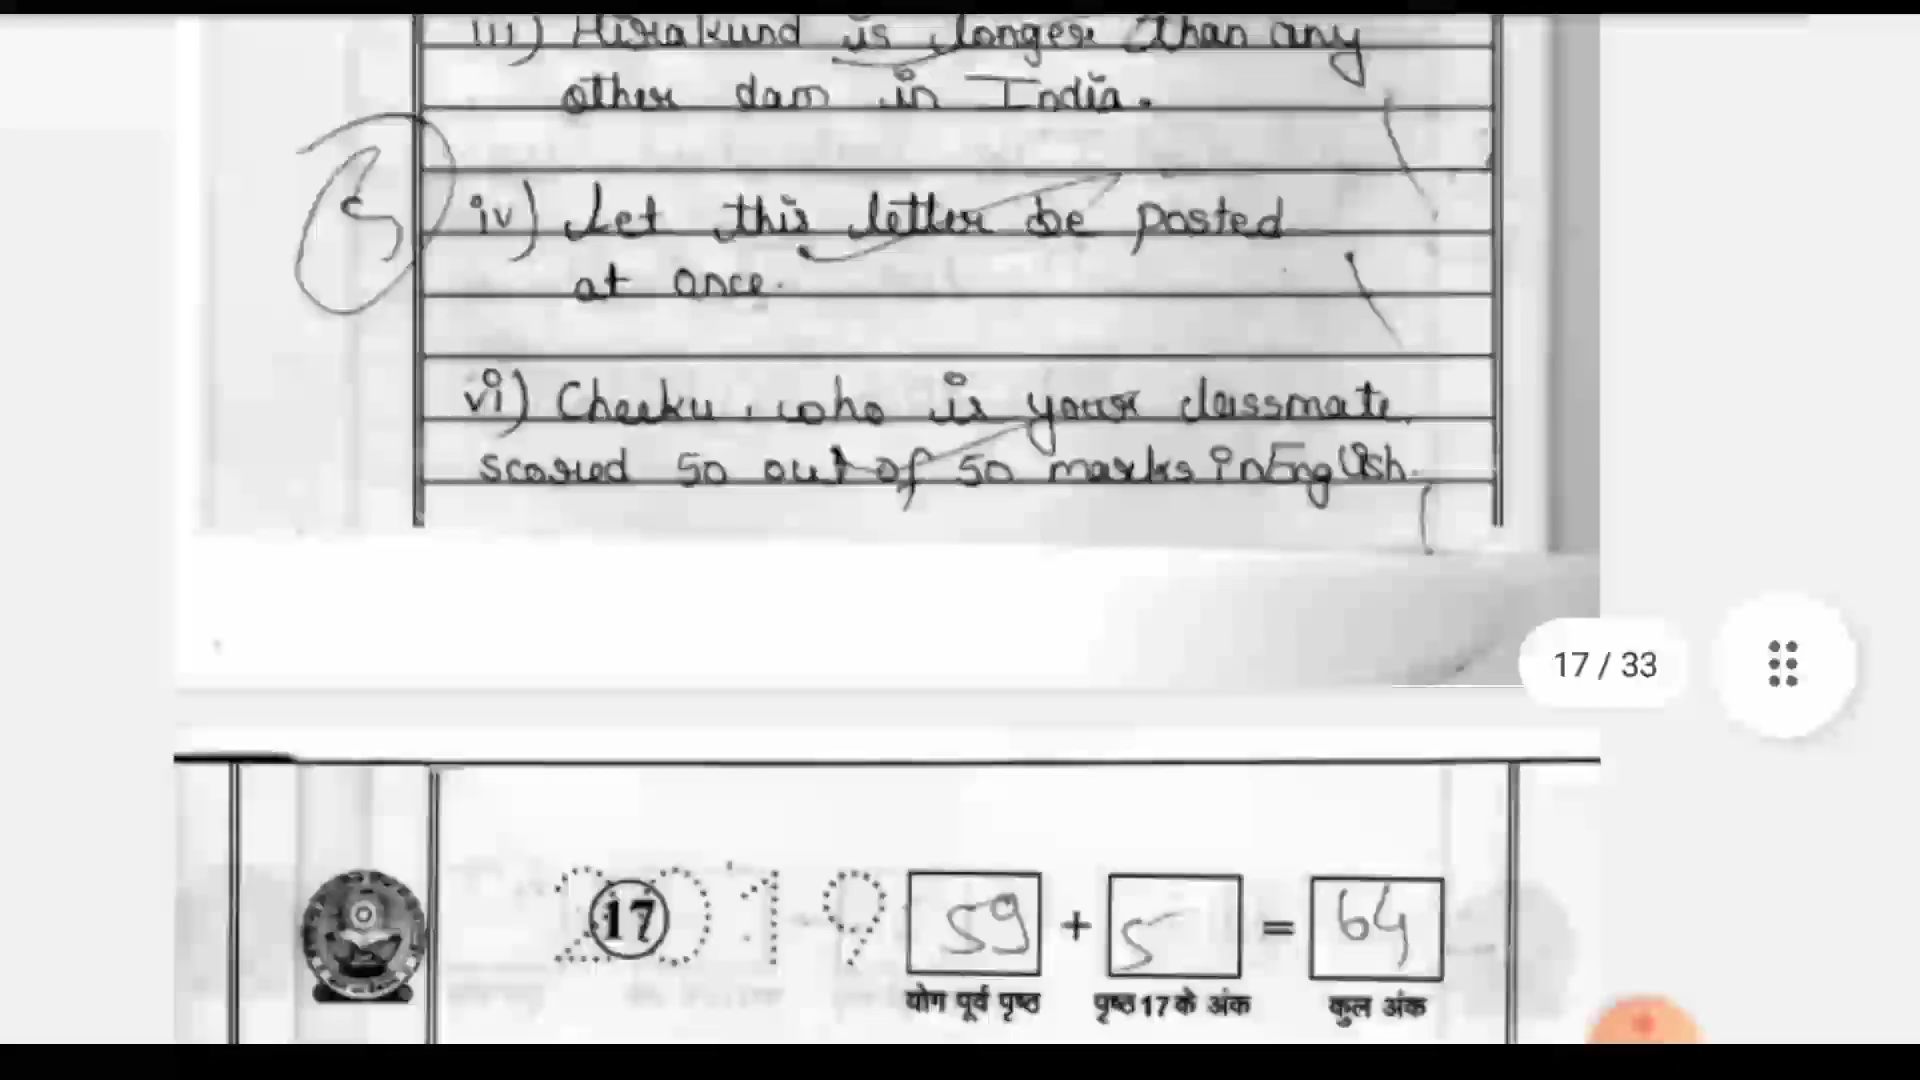 iii) Hirakund is longer than any
other dam in India.
5
iv) Let this letter be posted
at once.
vi) Cheeku, who is your classmate
scored 50 out of 50 marks in English.
17 / 33
2019
17
59 + 5 = 64
योग पूर्व पृष्ठ पृष्ठ 17 के अंक कुल अंक